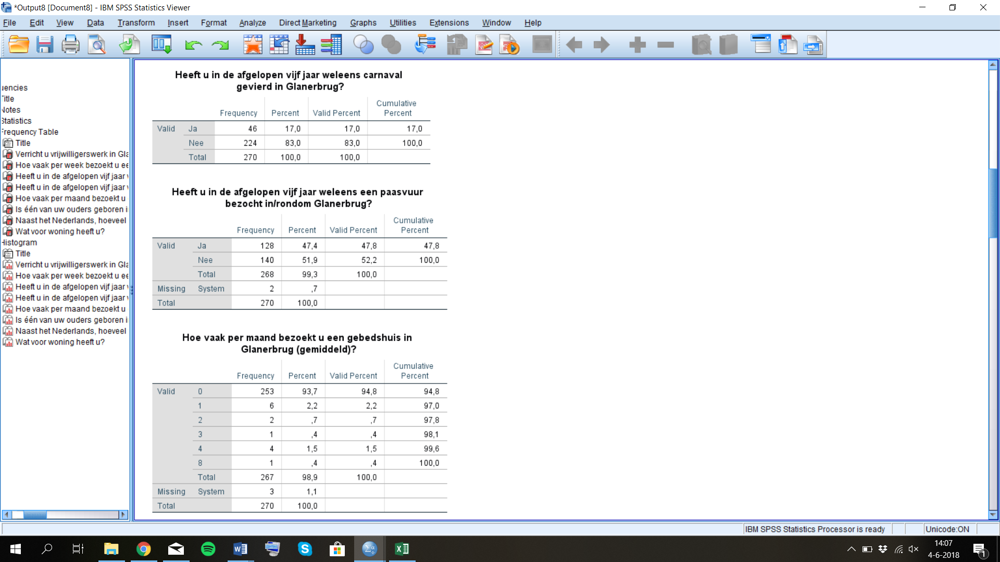 *Output8 [Document8] - IBM SPSS Statistics Viewer
File Edit View Data Transform Insert Format Analyze Direct Marketing Graphs Utilities Extensions Window Help
Title
Notes
Statistics
Frequency Table
Title
Verricht u vrijwilligerswerk in Gla
Hoe vaak per week bezoekt u ee
Heeft u in de afgelopen vijf jaar
Heeft u in de afgelopen vijf jaar
Hoe vaak per maand bezoekt u
Is één van uw ouders geboren i
Naast het Nederlands, hoeveel
Wat voor woning heeft u?
Histogram
Title
Verricht u vrijwilligerswerk in Gla
Hoe vaak per week bezoekt u ee
Heeft u in de afgelopen vijf jaar
Heeft u in de afgelopen vijf jaar
Hoe vaak per maand bezoekt u
Is één van uw ouders geboren i
Naast het Nederlands, hoeveel
Wat voor woning heeft u?
Heeft u in de afgelopen vijf jaar weleens carnaval
gevierd in Glanerbrug?
Frequency Percent Valid Percent Cumulative Percent
Valid Ja 46 17,0 17,0 17,0
Nee 224 83,0 83,0 100,0
Total 270 100,0 100,0
Heeft u in de afgelopen vijf jaar weleens een paasvuur
bezocht in/rondom Glanerbrug?
Frequency Percent Valid Percent Cumulative Percent
Valid Ja 128 47,4 47,8 47,8
Nee 140 51,9 52,2 100,0
Total 268 99,3 100,0
Missing System 2 ,7
Total 270 100,0
Hoe vaak per maand bezoekt u een gebedshuis in
Glanerbrug (gemiddeld)?
Frequency Percent Valid Percent Cumulative Percent
Valid 0 253 93,7 94,8 94,8
1 6 2,2 2,2 97,0
2 2 ,7 ,7 97,8
3 1 ,4 ,4 98,1
4 4 1,5 1,5 99,6
8 1 ,4 ,4 100,0
Total 267 98,9 100,0
Missing System 3 1,1
Total 270 100,0
IBM SPSS Statistics Processor is ready Unicode:ON
14:07
4-6-2018
1